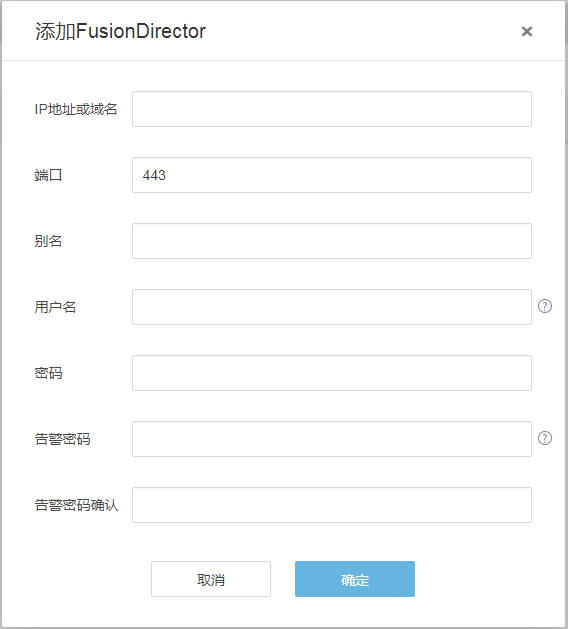 添加FusionDirector ×
IP地址或域名
端口 443
别名
用户名 ?
密码
告警密码 ?
告警密码确认
取消 确定